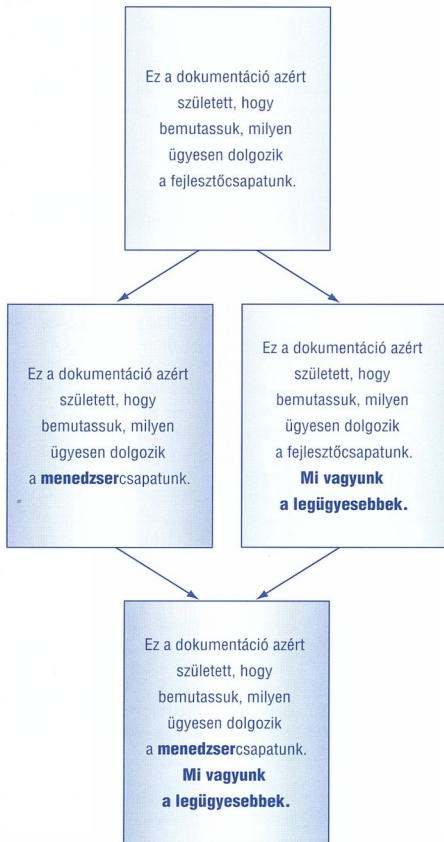 Ez a dokumentáció azért
született, hogy
bemutassuk, milyen
ügyesen dolgozik
a fejlesztőcsapatunk.
Ez a dokumentáció azért
született, hogy
bemutassuk, milyen
ügyesen dolgozik
a menedzsercsapatunk.
Ez a dokumentáció azért
született, hogy
bemutassuk, milyen
ügyesen dolgozik
a fejlesztőcsapatunk.
Mi vagyunk
a legügyesebbek.
Ez a dokumentáció azért
született, hogy
bemutassuk, milyen
ügyesen dolgozik
a menedzsercsapatunk.
Mi vagyunk
a legügyesebbek.